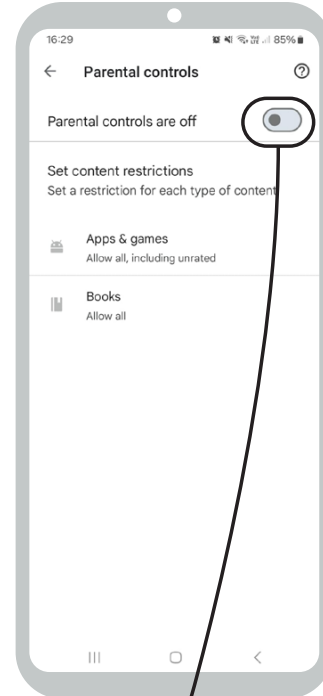 16:29 85%
Parental controls
Parental controls are off
Set content restrictions
Set a restriction for each type of content
Apps & games
Allow all, including unrated
Books
Allow all